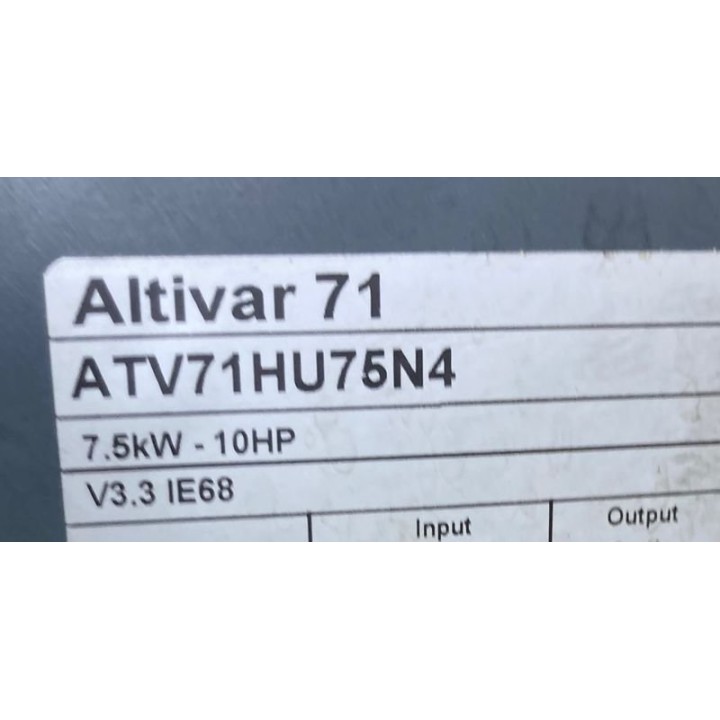 Altivar 71
ATV71HU75N4
7.5kW - 10HP
V3.3 IE68
Input Output